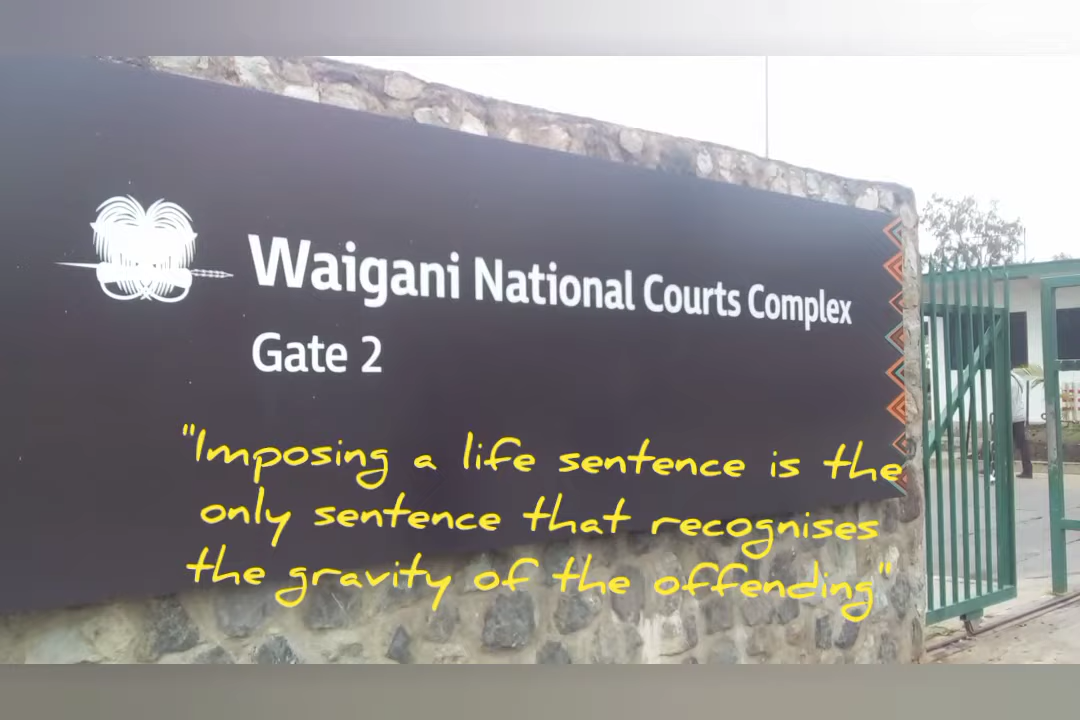 Waigani National Courts Complex
Gate 2
"Imposing a life sentence is the
only sentence that recognises
the gravity of the offending"